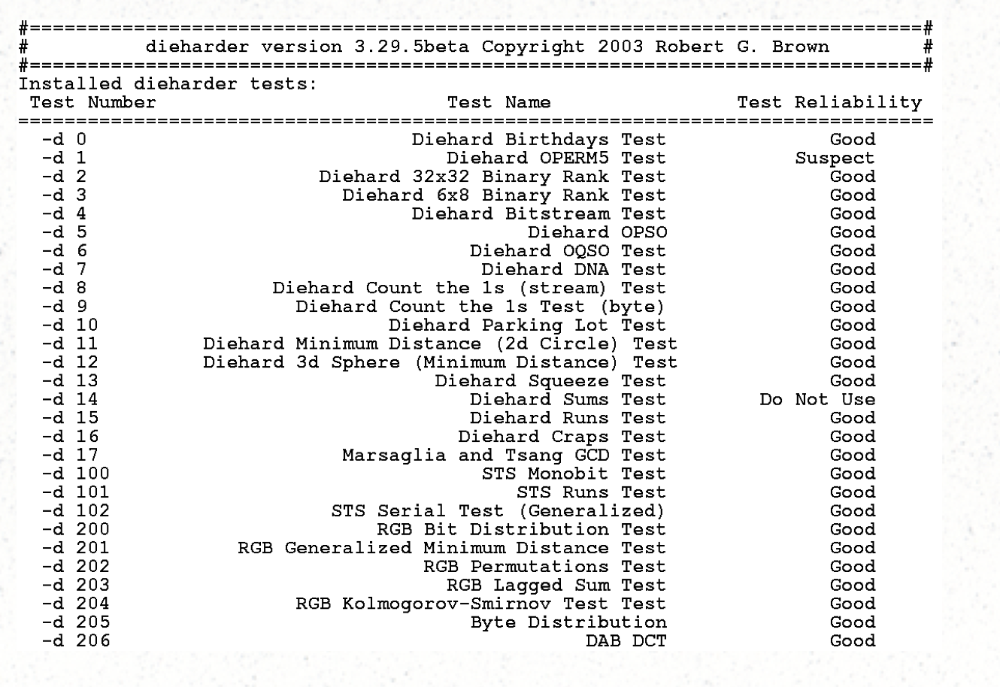 #=============================================================================#
#          dieharder version 3.29.5beta Copyright 2003 Robert G. Brown        #
#=============================================================================#
Installed dieharder tests:
 Test Number                         Test Name                Test Reliability
===============================================================================
  -d 0                            Diehard Birthdays Test              Good
  -d 1                               Diehard OPERM5 Test           Suspect
  -d 2                    Diehard 32x32 Binary Rank Test              Good
  -d 3                      Diehard 6x8 Binary Rank Test              Good
  -d 4                            Diehard Bitstream Test              Good
  -d 5                                      Diehard OPSO              Good
  -d 6                                 Diehard OQSO Test              Good
  -d 7                                  Diehard DNA Test              Good
  -d 8                Diehard Count the 1s (stream) Test              Good
  -d 9                  Diehard Count the 1s Test (byte)              Good
  -d 10                         Diehard Parking Lot Test              Good
  -d 11         Diehard Minimum Distance (2d Circle) Test             Good
  -d 12         Diehard 3d Sphere (Minimum Distance) Test             Good
  -d 13                             Diehard Squeeze Test              Good
  -d 14                                Diehard Sums Test        Do Not Use
  -d 15                                Diehard Runs Test              Good
  -d 16                               Diehard Craps Test              Good
  -d 17                     Marsaglia and Tsang GCD Test              Good
  -d 100                                STS Monobit Test              Good
  -d 101                                   STS Runs Test              Good
  -d 102                   STS Serial Test (Generalized)              Good
  -d 200                       RGB Bit Distribution Test              Good
  -d 201           RGB Generalized Minimum Distance Test              Good
  -d 202                           RGB Permutations Test              Good
  -d 203                             RGB Lagged Sum Test              Good
  -d 204                RGB Kolmogorov-Smirnov Test Test              Good
  -d 205                               Byte Distribution              Good
  -d 206                                         DAB DCT              Good